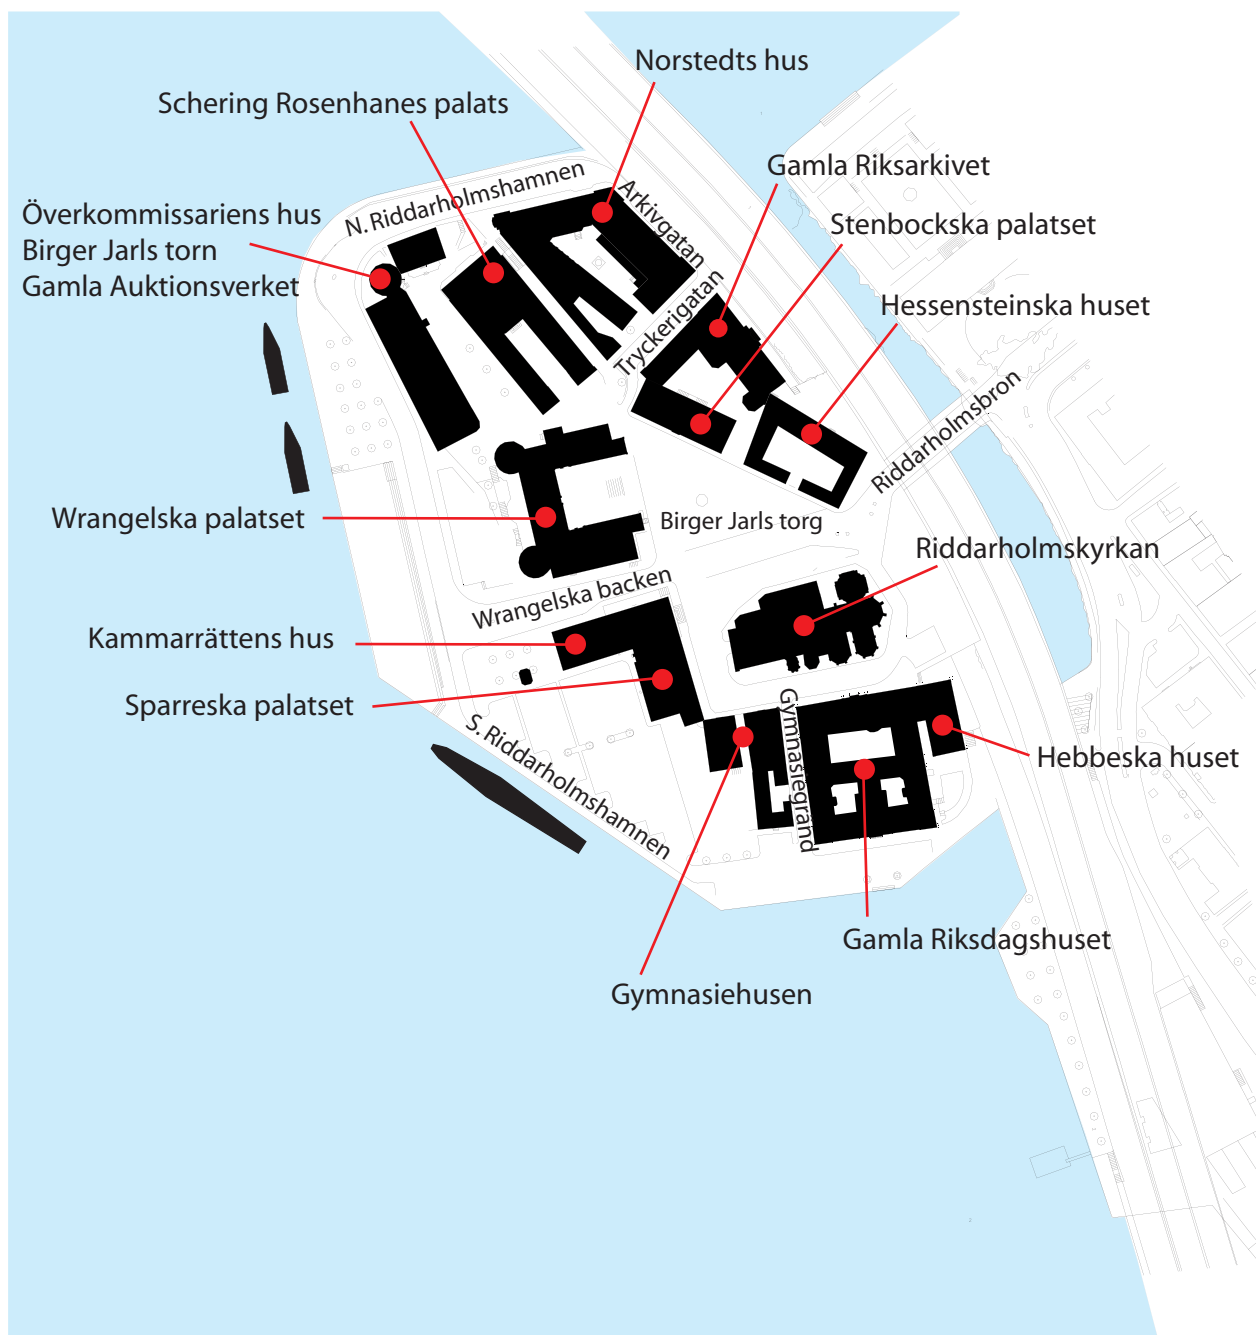 Norstedts hus
Schering Rosenhanes palats
Gamla Riksarkivet
N. Riddarholmshamnen
Arkivgatan
Överkommissariens hus
Birger Jarls torn
Gamla Auktionsverket
Stenbockska palatset
Tryckerigatan
Hessensteinska huset
Riddarholmsbron
Wrangelska palatset
Birger Jarls torg
Riddarholmskyrkan
Wrangelska backen
Kammarrättens hus
Sparreska palatset
S. Riddarholmshamnen
Gymnasiegränd
Hebbeska huset
Gamla Riksdagshuset
Gymnasiehusen